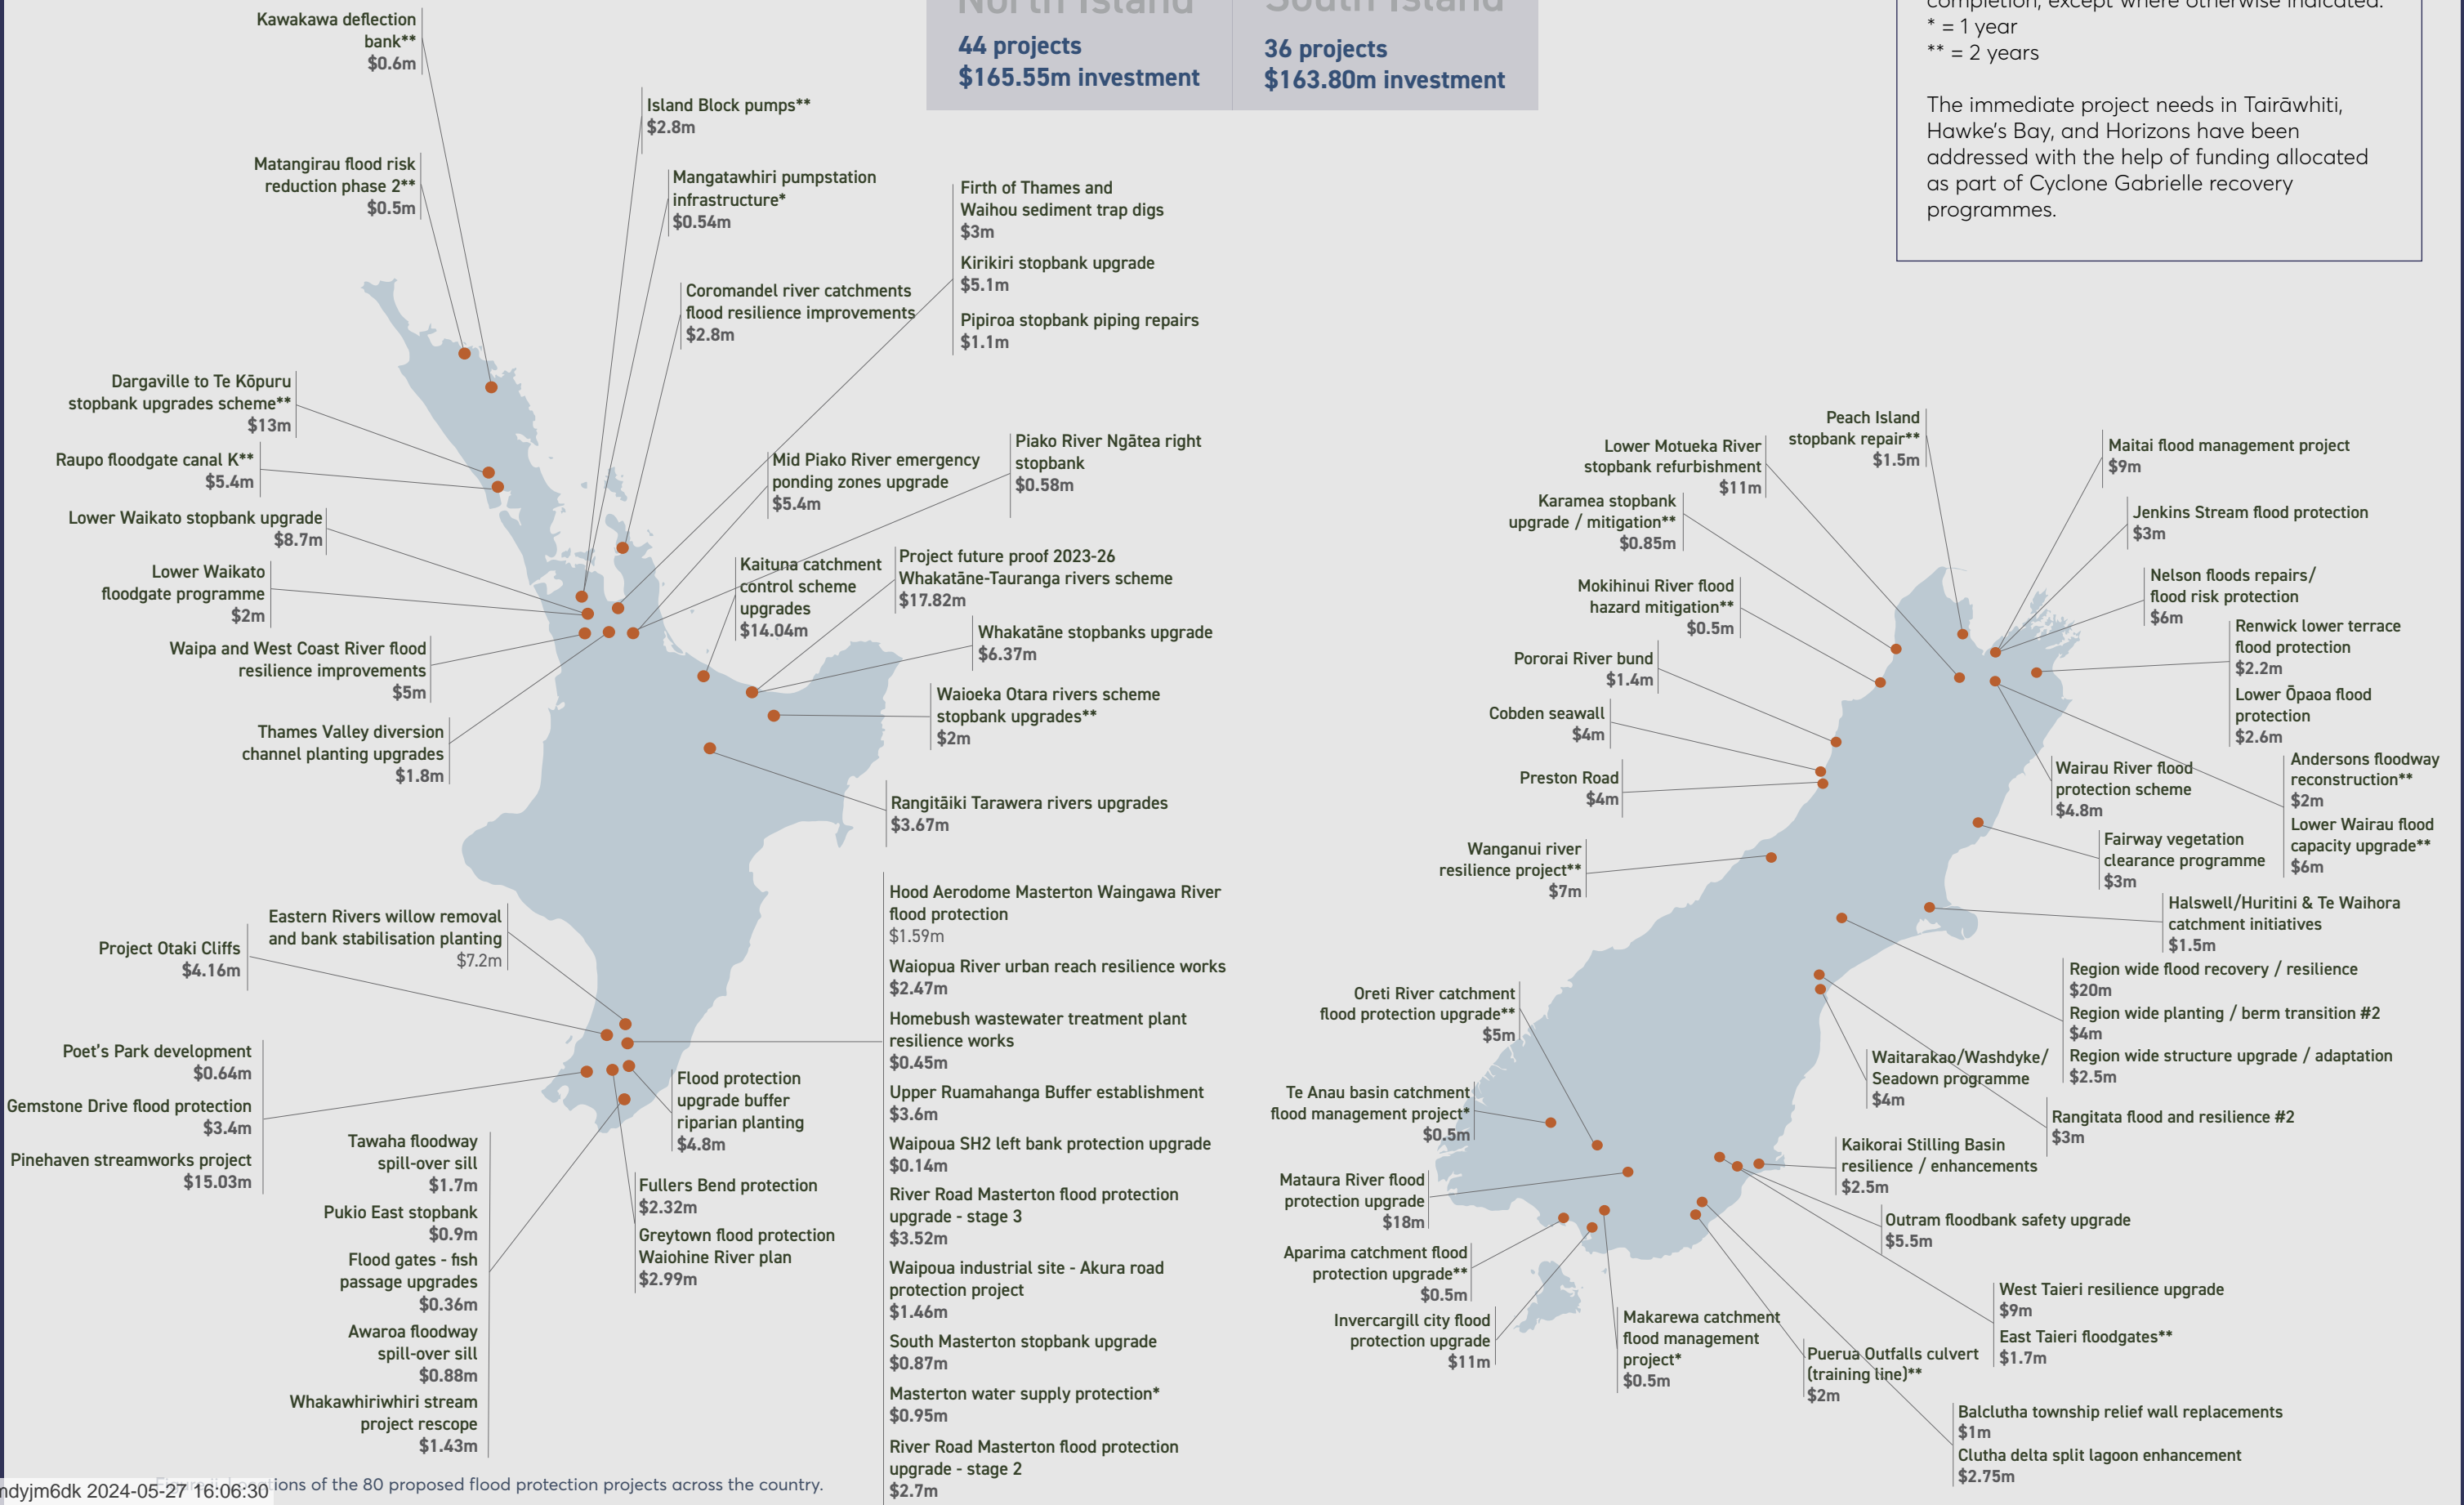 North Island
44 projects
$165.55m investment
South Island
36 projects
$163.80m investment
completion, except where otherwise indicated.
* = 1 year
** = 2 years
The immediate project needs in Tairāwhiti,
Hawke's Bay, and Horizons have been
addressed with the help of funding allocated
as part of Cyclone Gabrielle recovery
programmes.
Kawakawa deflection
bank**
$0.6m
Matangirau flood risk
reduction phase 2**
$0.5m
Island Block pumps**
$2.8m
Mangatawhiri pumpstation
infrastructure*
$0.54m
Coromandel river catchments
flood resilience improvements
$2.8m
Firth of Thames and
Waihou sediment trap digs
$3m
Kirikiri stopbank upgrade
$5.1m
Pipiroa stopbank piping repairs
$1.1m
Dargaville to Te Kōpuru
stopbank upgrades scheme**
$13m
Raupo floodgate canal K**
$5.4m
Lower Waikato stopbank upgrade
$8.7m
Lower Waikato
floodgate programme
$2m
Waipa and West Coast River flood
resilience improvements
$5m
Thames Valley diversion
channel planting upgrades
$1.8m
Mid Piako River emergency
ponding zones upgrade
$5.4m
Piako River Ngātea right
stopbank
$0.58m
Kaituna catchment
control scheme
upgrades
$14.04m
Project future proof 2023-26
Whakatāne-Tauranga rivers scheme
$17.82m
Whakatāne stopbanks upgrade
$6.37m
Waioeka Otara rivers scheme
stopbank upgrades**
$2m
Rangitāiki Tarawera rivers upgrades
$3.67m
Eastern Rivers willow removal
and bank stabilisation planting
$7.2m
Project Otaki Cliffs
$4.16m
Poet's Park development
$0.64m
Gemstone Drive flood protection
$3.4m
Pinehaven streamworks project
$15.03m
Tawaha floodway
spill-over sill
$1.7m
Pukio East stopbank
$0.9m
Flood gates - fish
passage upgrades
$0.36m
Awaroa floodway
spill-over sill
$0.88m
Whakawhiriwhiri stream
project rescope
$1.43m
Flood protection
upgrade buffer
riparian planting
$4.8m
Fullers Bend protection
$2.32m
Greytown flood protection
Waiohine River plan
$2.99m
Hood Aerodome Masterton Waingawa River
flood protection
$1.59m
Waiopua River urban reach resilience works
$2.47m
Homebush wastewater treatment plant
resilience works
$0.45m
Upper Ruamahanga Buffer establishment
$3.6m
Waipoua SH2 left bank protection upgrade
$0.14m
River Road Masterton flood protection
upgrade - stage 3
$3.52m
Waipoua industrial site - Akura road
protection project
$1.46m
South Masterton stopbank upgrade
$0.87m
Masterton water supply protection*
$0.95m
River Road Masterton flood protection
upgrade - stage 2
$2.7m
Peach Island
stopbank repair**
$1.5m
Lower Motueka River
stopbank refurbishment
$11m
Karamea stopbank
upgrade / mitigation**
$0.85m
Mokihinui River flood
hazard mitigation**
$0.5m
Pororai River bund
$1.4m
Cobden seawall
$4m
Preston Road
$4m
Wanganui river
resilience project**
$7m
Maitai flood management project
$9m
Jenkins Stream flood protection
$3m
Nelson floods repairs/
flood risk protection
$6m
Renwick lower terrace
flood protection
$2.2m
Lower Ōpaoa flood
protection
$2.6m
Wairau River flood
protection scheme
$4.8m
Andersons floodway
reconstruction**
$2m
Lower Wairau flood
capacity upgrade**
$6m
Fairway vegetation
clearance programme
$3m
Halswell/Huritini & Te Waihora
catchment initiatives
$1.5m
Region wide flood recovery / resilience
$20m
Region wide planting / berm transition #2
$4m
Region wide structure upgrade / adaptation
$2.5m
Waitarakao/Washdyke/
Seadown programme
$4m
Rangitata flood and resilience #2
$3m
Oreti River catchment
flood protection upgrade**
$5m
Te Anau basin catchment
flood management project*
$0.5m
Mataura River flood
protection upgrade
$18m
Aparima catchment flood
protection upgrade**
$0.5m
Invercargill city flood
protection upgrade
$11m
Makarewa catchment
flood management
project*
$0.5m
Kaikorai Stilling Basin
resilience / enhancements
$2.5m
Outram floodbank safety upgrade
$5.5m
West Taieri resilience upgrade
$9m
East Taieri floodgates**
$1.7m
Puerua Outfalls culvert
(training line)**
$2m
Balclutha township relief wall replacements
$1m
Clutha delta split lagoon enhancement
$2.75m
tions of the 80 proposed flood protection projects across the country.
ndyjm6dk 2024-05-27 16:06:30